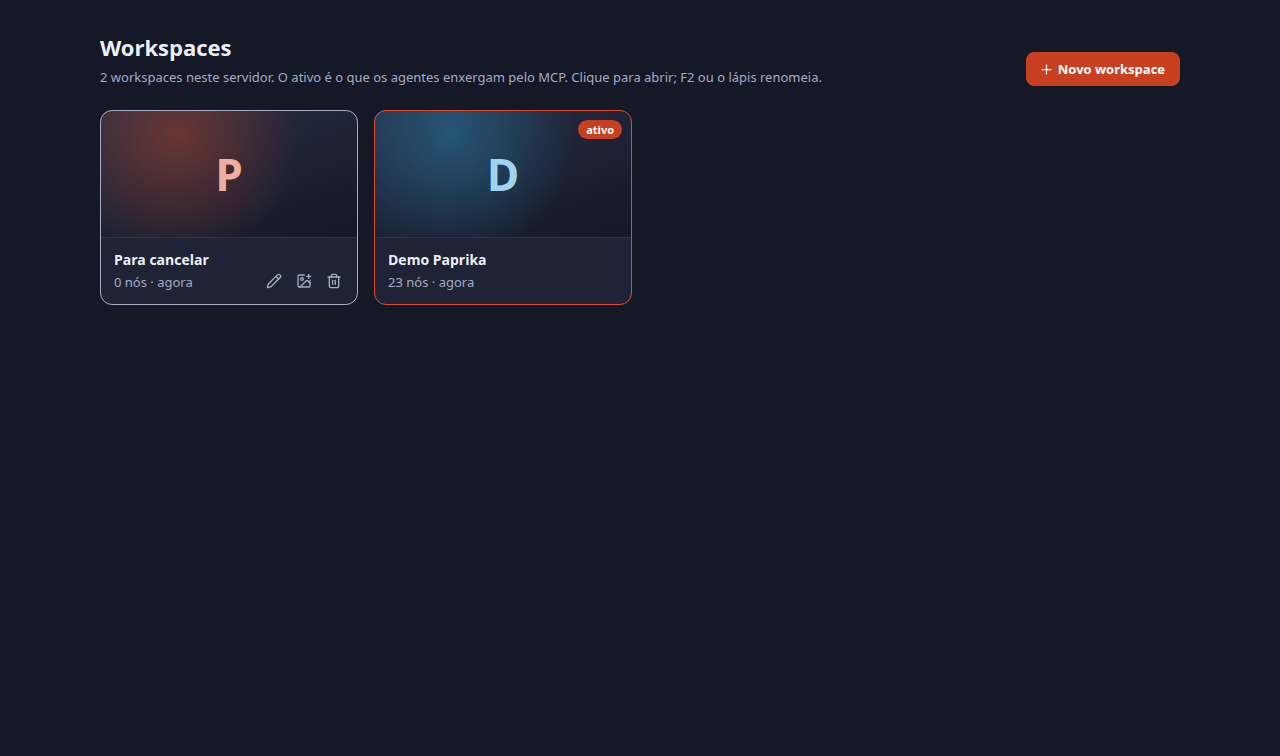 Workspaces
2 workspaces neste servidor. O ativo é o que os agentes enxergam pelo MCP. Clique para abrir; F2 ou o lápis renomeia.
+ Novo workspace
P
ativo
D
Para cancelar
0 nós · agora
Demo Paprika
23 nós · agora